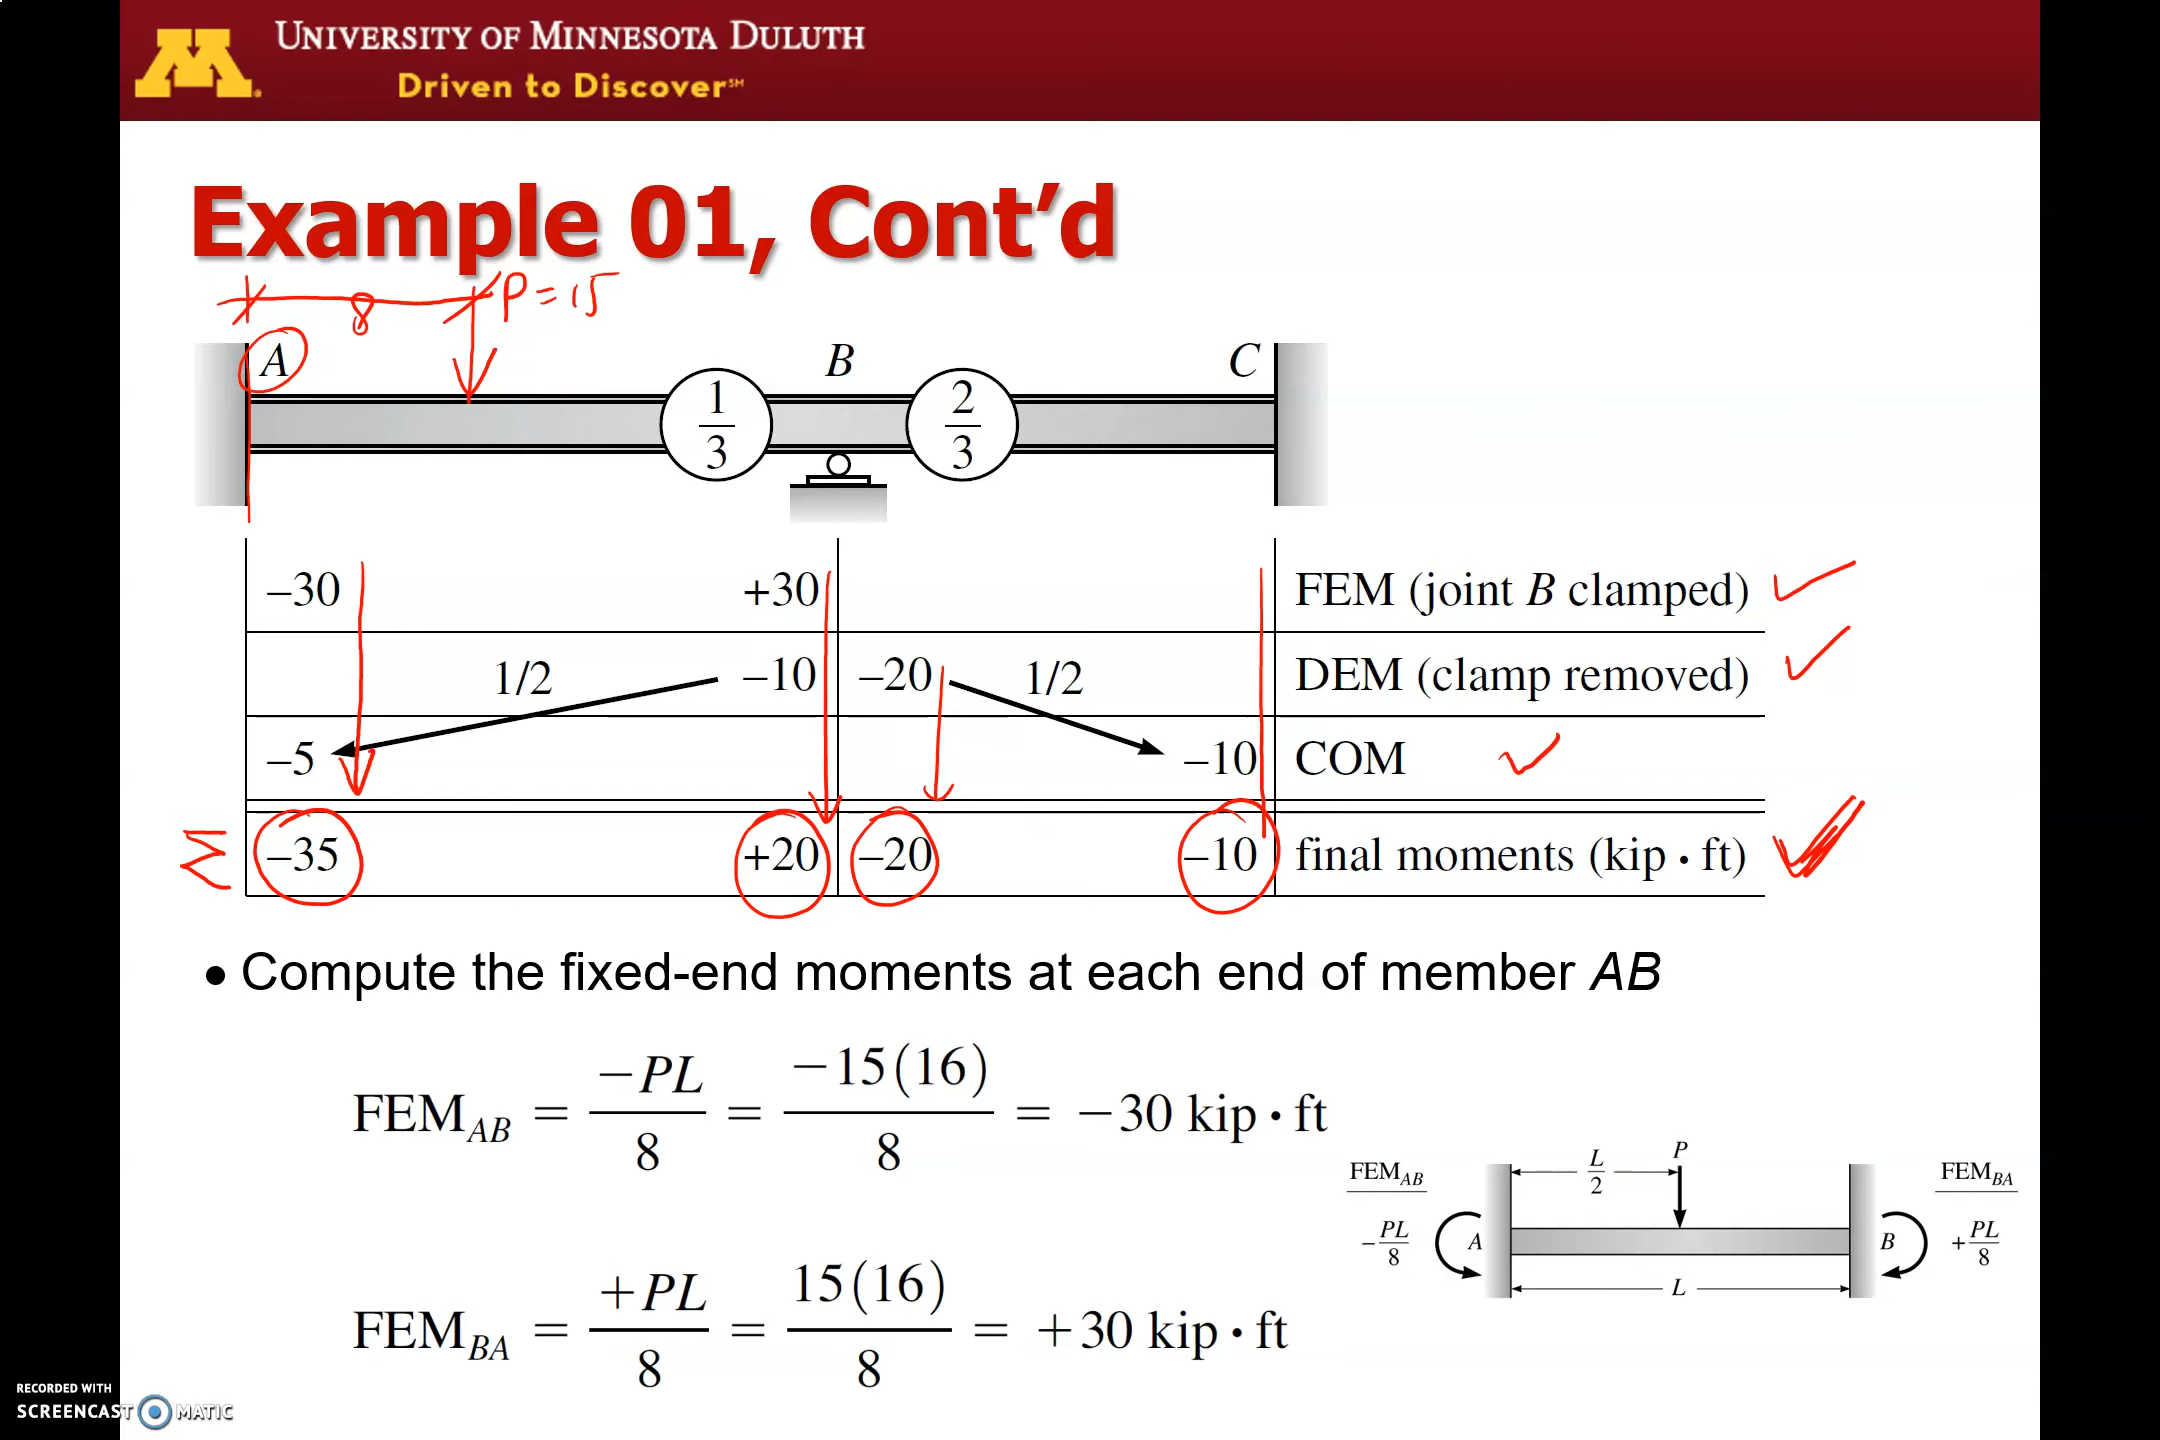 UNIVERSITY OF MINNESOTA DULUTH
Driven to Discover℠
Example 01, Cont’d
8
P = 15
A B C
1/3 2/3
–30 +30 FEM (joint B clamped)
1/2 –10 –20 1/2 DEM (clamp removed)
–5 –10 COM
Σ –35 +20 –20 –10 final moments (kip • ft)
• Compute the fixed-end moments at each end of member AB
FEM_AB = –PL/8 = –15(16)/8 = –30 kip • ft
FEM_BA = +PL/8 = 15(16)/8 = +30 kip • ft
P
L/2
FEM_AB FEM_BA
–PL/8 A B +PL/8
L
RECORDED WITH
SCREENCAST MATIC